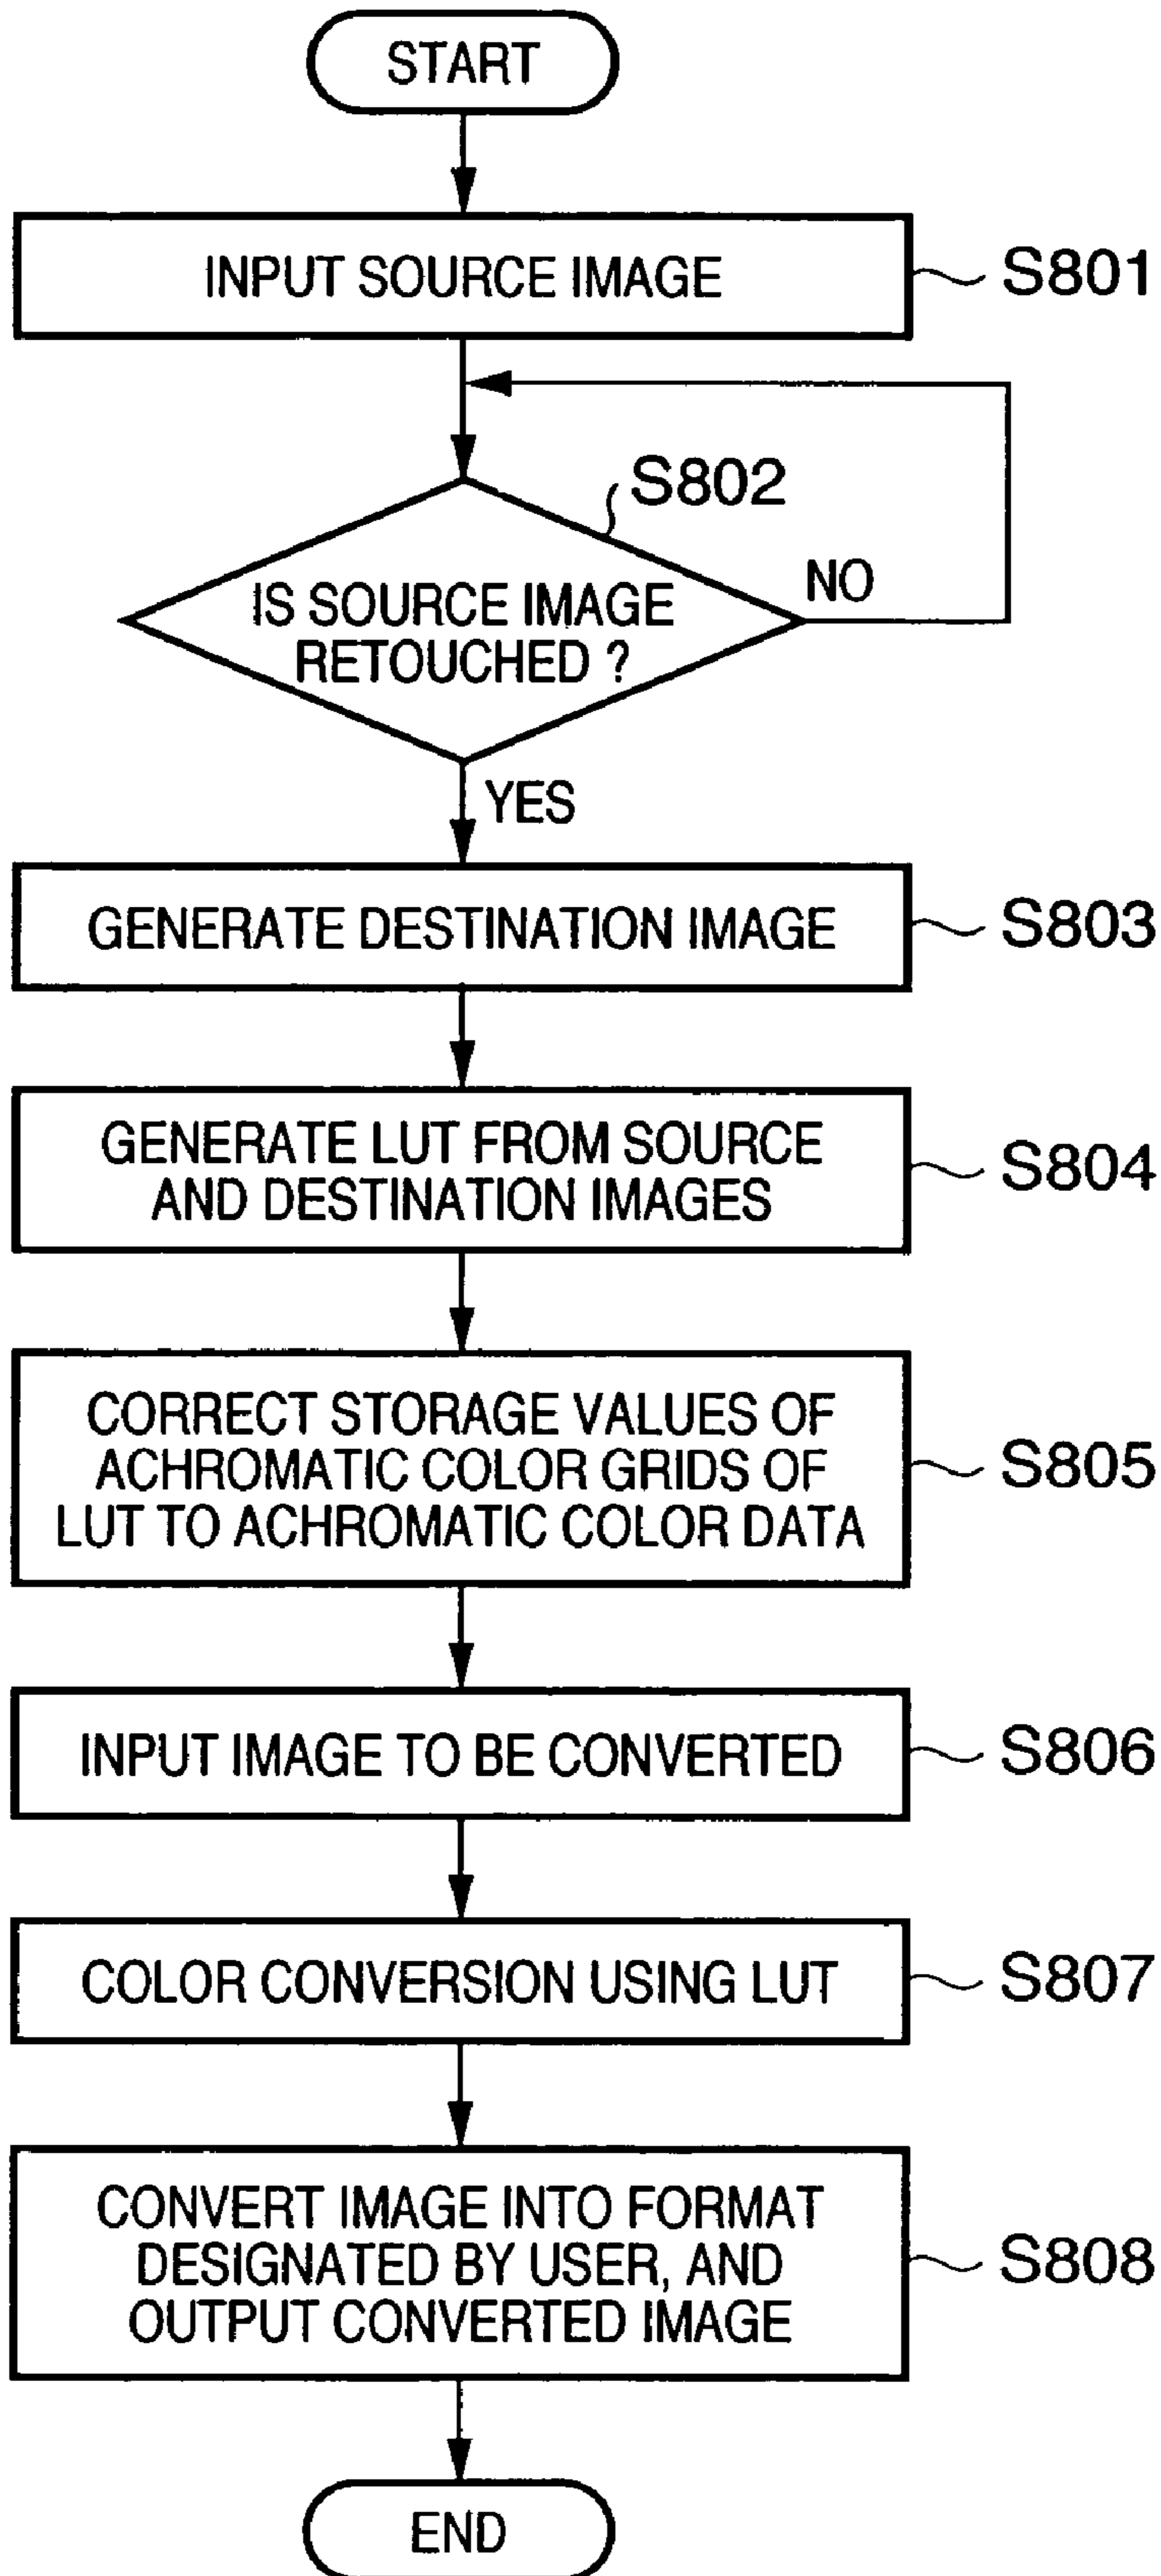 START
INPUT SOURCE IMAGE
S801
S802
IS SOURCE IMAGE
RETOUCHED ?
NO
YES
GENERATE DESTINATION IMAGE
S803
GENERATE LUT FROM SOURCE
AND DESTINATION IMAGES
S804
CORRECT STORAGE VALUES OF
ACHROMATIC COLOR GRIDS OF
LUT TO ACHROMATIC COLOR DATA
S805
INPUT IMAGE TO BE CONVERTED
S806
COLOR CONVERSION USING LUT
S807
CONVERT IMAGE INTO FORMAT
DESIGNATED BY USER, AND
OUTPUT CONVERTED IMAGE
S808
END